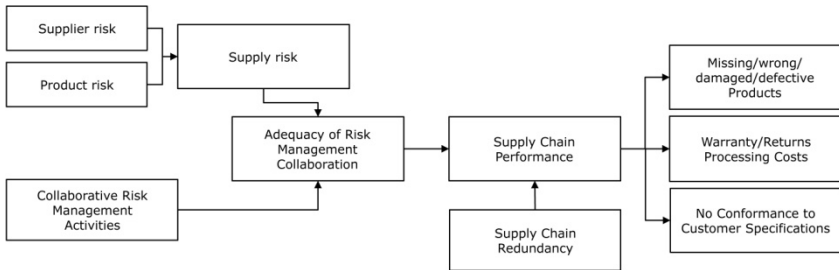 Supplier risk
Product risk
Supply risk
Adequacy of Risk
Management
Collaboration
Collaborative Risk
Management
Activities
Supply Chain
Performance
Supply Chain
Redundancy
Missing/wrong/
damaged/defective
Products
Warranty/Returns
Processing Costs
No Conformance to
Customer Specifications